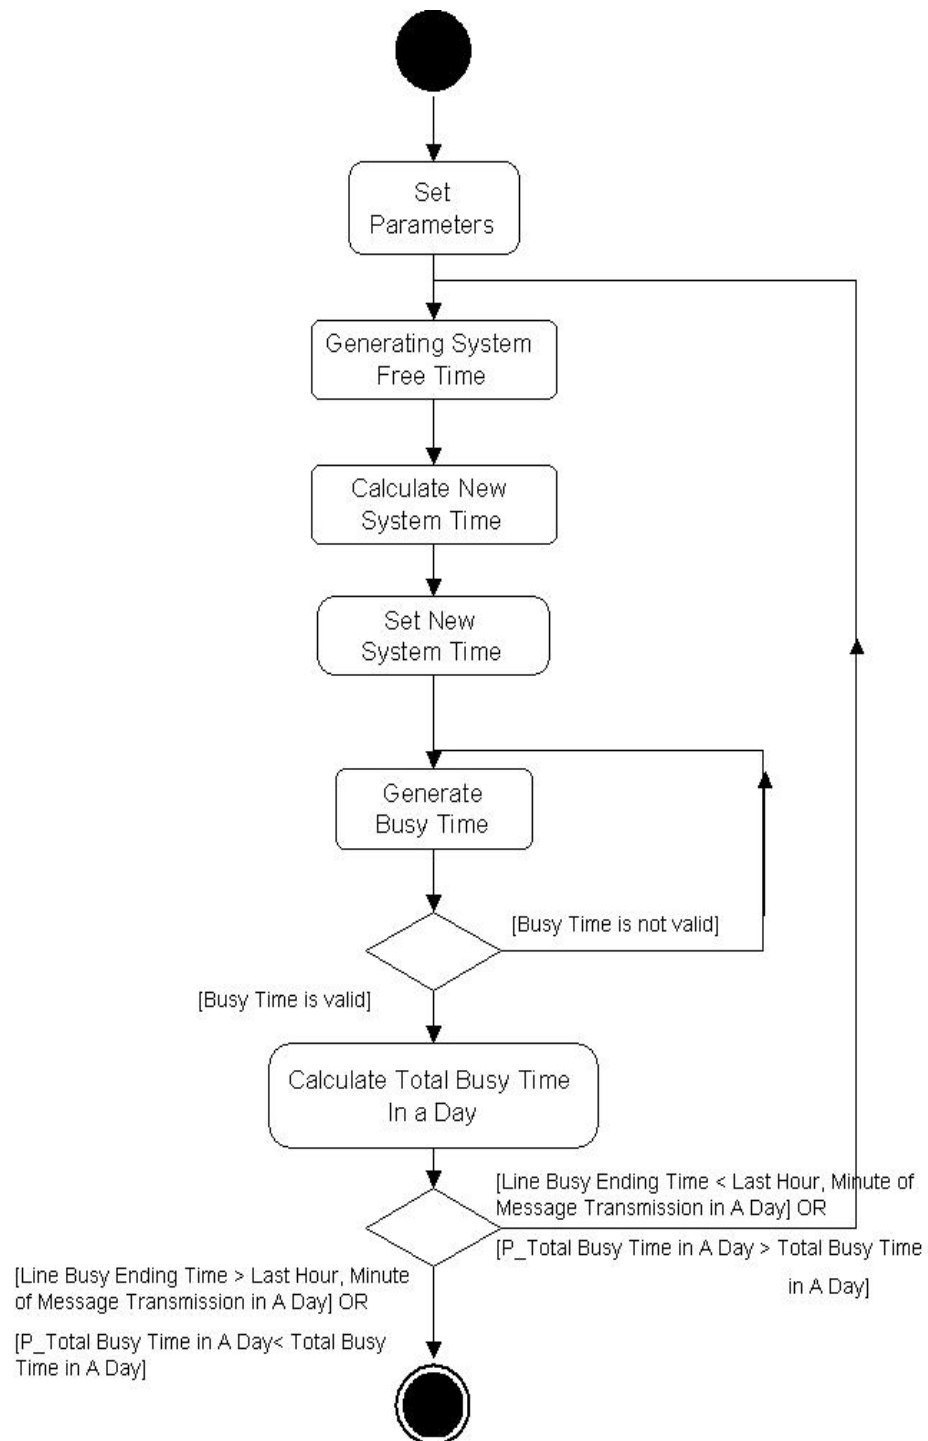 Set
Parameters
Generating System
Free Time
Calculate New
System Time
Set New
System Time
Generate
Busy Time
[Busy Time is not valid]
[Busy Time is valid]
Calculate Total Busy Time
In a Day
[Line Busy Ending Time < Last Hour, Minute of
Message Transmission in A Day] OR
[P_Total Busy Time in A Day > Total Busy Time
in A Day]
[Line Busy Ending Time > Last Hour, Minute
of Message Transmission in A Day] OR
[P_Total Busy Time in A Day< Total Busy
Time in A Day]